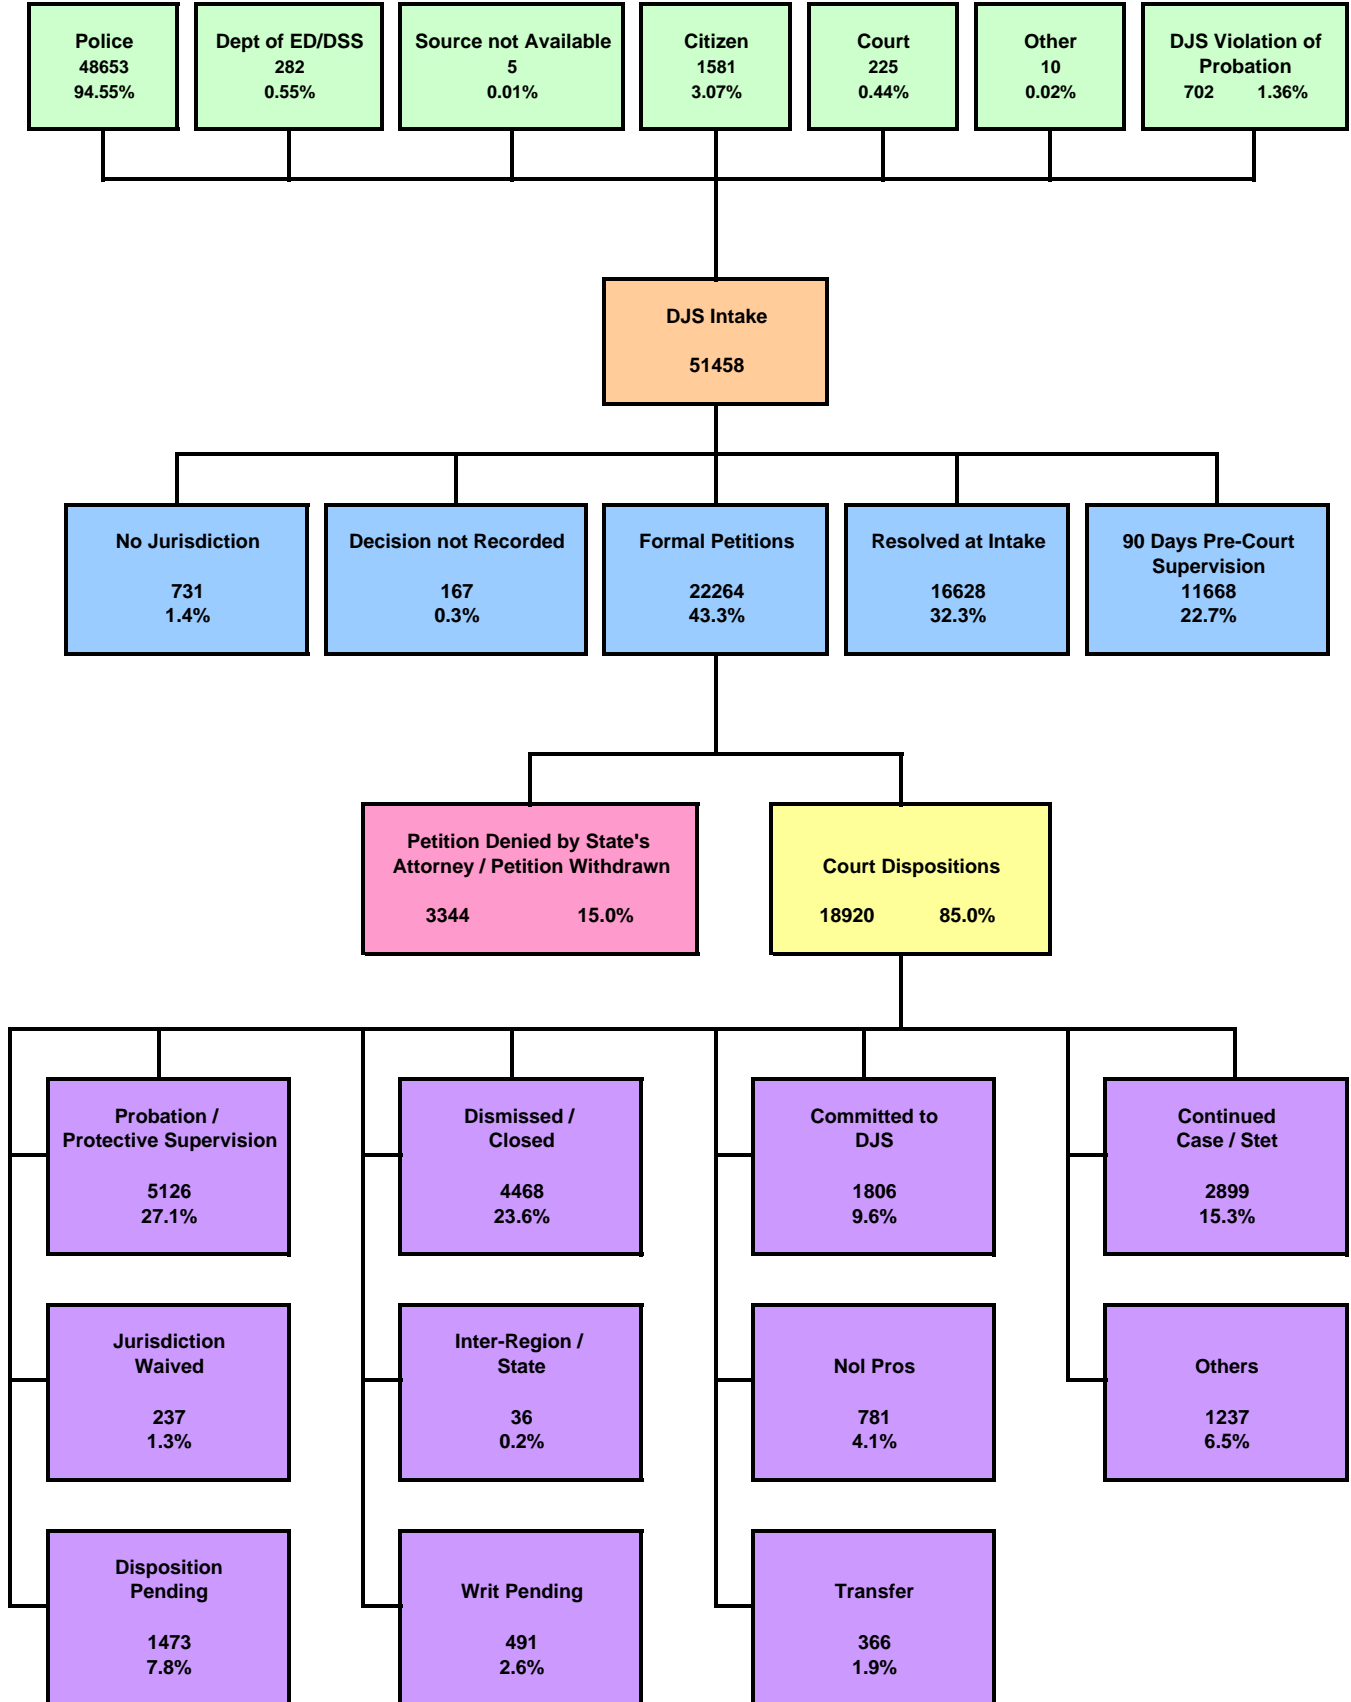 Police
48653
94.55%
Dept of ED/DSS
282
0.55%
Source not Available
5
0.01%
Citizen
1581
3.07%
Court
225
0.44%
Other
10
0.02%
DJS Violation of
Probation
702 1.36%
DJS Intake
51458
No Jurisdiction
731
1.4%
Decision not Recorded
167
0.3%
Formal Petitions
22264
43.3%
Resolved at Intake
16628
32.3%
90 Days Pre-Court
Supervision
11668
22.7%
Petition Denied by State's
Attorney / Petition Withdrawn
3344 15.0%
Court Dispositions
18920 85.0%
Probation /
Protective Supervision
5126
27.1%
Dismissed /
Closed
4468
23.6%
Committed to
DJS
1806
9.6%
Continued
Case / Stet
2899
15.3%
Jurisdiction
Waived
237
1.3%
Inter-Region /
State
36
0.2%
Nol Pros
781
4.1%
Others
1237
6.5%
Disposition
Pending
1473
7.8%
Writ Pending
491
2.6%
Transfer
366
1.9%